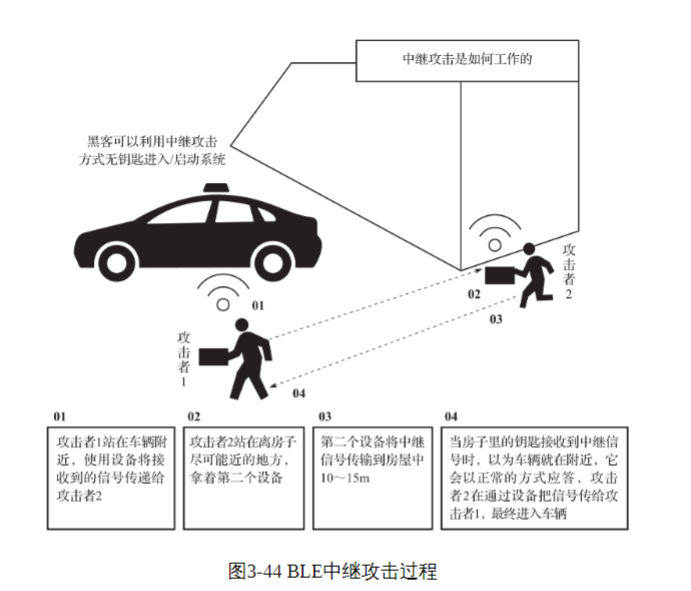 中继攻击是如何工作的
黑客可以利用中继攻击
方式无钥匙进入/启动系统
攻击者2
02
03
01
攻击者1
04
01
攻击者1站在车辆附
近，使用设备将接
收到的信号传递给
攻击者2
02
攻击者2站在离房子
尽可能近的地方，
拿着第二个设备
03
第二个设备将中继
信号传输到房屋中
10～15m
04
当房子里的钥匙接收到中继信
号时，以为车辆就在附近，它
会以正常的方式应答，攻击
者2在通过设备把信号传给攻
击者1，最终进入车辆
图3-44 BLE中继攻击过程